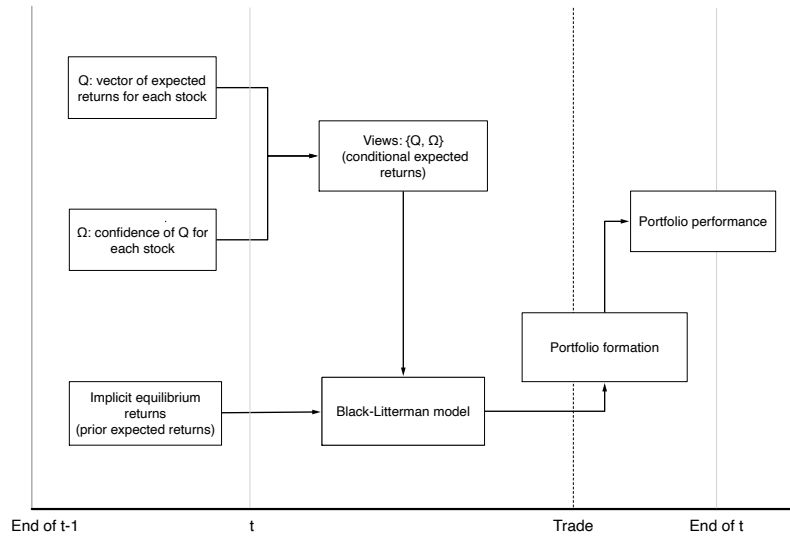 Q: vector of expected
returns for each stock
Views: {Q, Ω}
(conditional expected
returns)
Portfolio performance
Ω: confidence of Q for
each stock
Portfolio formation
Implicit equilibrium
returns
(prior expected returns)
Black-Litterman model
End of t-1
t
Trade
End of t